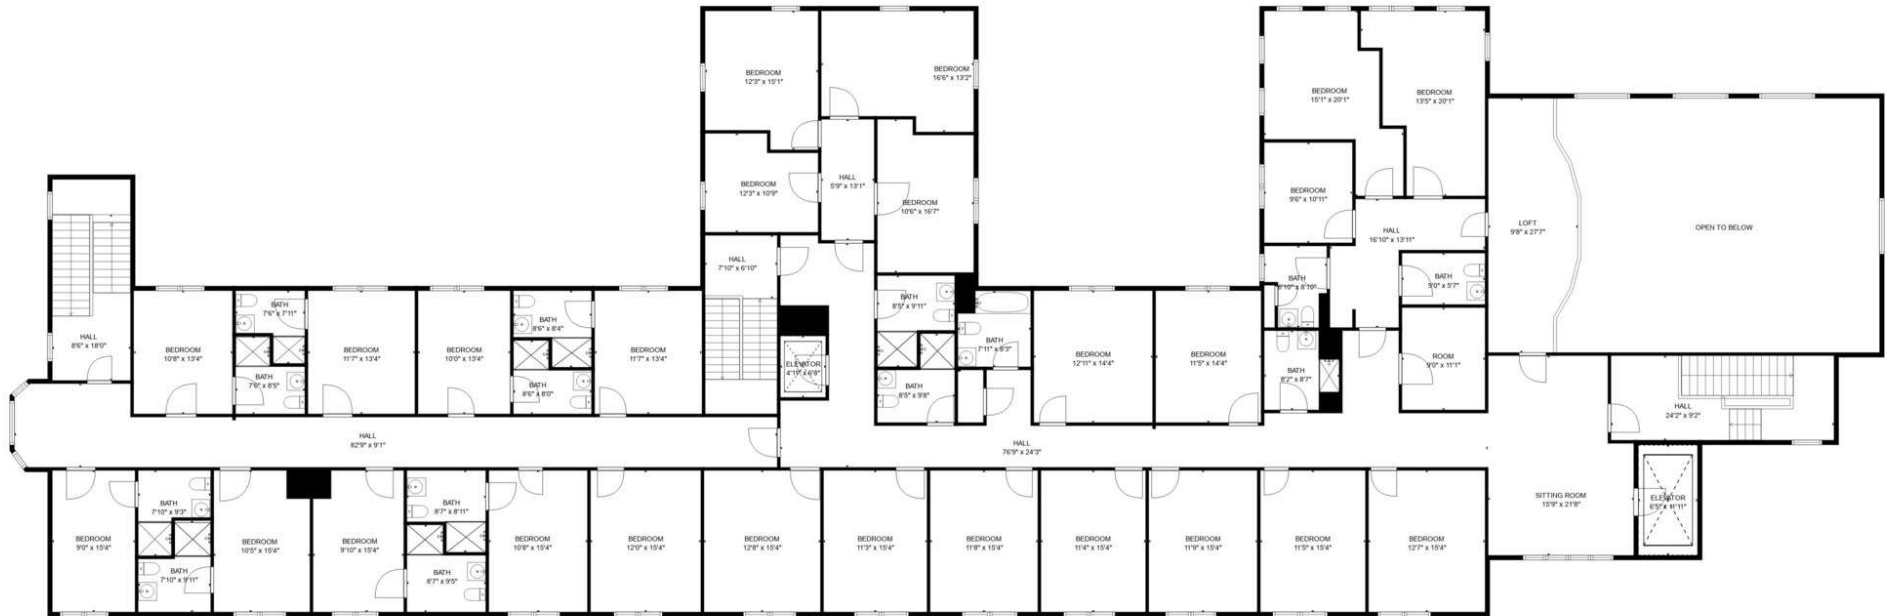 BEDROOM
12'3" x 15'1"
BEDROOM
16'6" x 13'2"
BEDROOM
15'1" x 20'1"
BEDROOM
13'5" x 20'1"
BEDROOM
12'3" x 10'9"
HALL
5'9" x 13'1"
BEDROOM
10'6" x 16'7"
BEDROOM
9'6" x 10'11"
HALL
16'10" x 13'11"
LOFT
9'8" x 27'7"
OPEN TO BELOW
HALL
7'10" x 6'10"
BATH
BATH
9'0" x 5'7"
HALL
8'6" x 18'0"
BEDROOM
10'8" x 13'4"
BATH
7'6" x 7'11"
BATH
BEDROOM
11'7" x 13'4"
BEDROOM
10'0" x 13'4"
BATH
8'6" x 8'4"
BATH
8'6" x 8'0"
BEDROOM
11'7" x 13'4"
ELEVATOR
4'11" x 6'8"
BATH
8'5" x 9'11"
BATH
8'5" x 9'8"
BATH
7'11" x 8'3"
BEDROOM
12'11" x 14'4"
BEDROOM
11'5" x 14'4"
BATH
8'2" x 8'7"
ROOM
9'0" x 11'1"
HALL
24'2" x 9'2"
HALL
82'9" x 9'1"
HALL
76'9" x 24'3"
BEDROOM
9'0" x 15'4"
BATH
7'10" x 9'3"
BATH
7'10" x 9'11"
BEDROOM
10'5" x 15'4"
BEDROOM
9'10" x 15'4"
BATH
8'7" x 8'11"
BATH
8'7" x 9'5"
BEDROOM
10'8" x 15'4"
BEDROOM
12'0" x 15'4"
BEDROOM
12'8" x 15'4"
BEDROOM
11'3" x 15'4"
BEDROOM
11'8" x 15'4"
BEDROOM
11'4" x 15'4"
BEDROOM
11'9" x 15'4"
BEDROOM
11'5" x 15'4"
BEDROOM
12'7" x 15'4"
SITTING ROOM
15'9" x 21'8"
ELEVATOR
6'5" x 11'11"